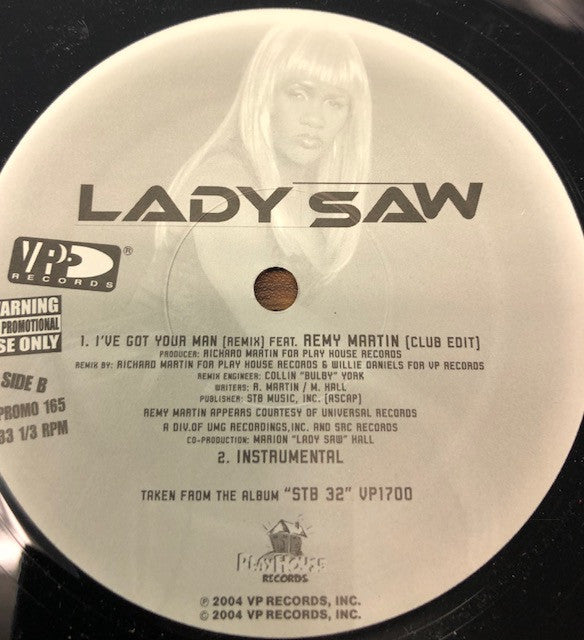 LADY SAW
VP
RECORDS
®
ARNING
PROMOTIONAL
SE ONLY
SIDE B
PROMO 165
33 1/3 RPM
1. I'VE GOT YOUR MAN (REMIX) FEAT. REMY MARTIN (CLUB EDIT)
PRODUCER: RICHARD MARTIN FOR PLAY HOUSE RECORDS
REMIX BY: RICHARD MARTIN FOR PLAY HOUSE RECORDS & WILLIE DANIELS FOR VP RECORDS
REMIX ENGINEER: COLLIN "BULBY" YORK
WRITERS: R. MARTIN / M. HALL
PUBLISHER: STB MUSIC, INC. (ASCAP)
REMY MARTIN APPEARS COURTESY OF UNIVERSAL RECORDS
A DIV.OF UMG RECORDINGS,INC. AND SRC RECORDS
CO-PRODUCTION: MARION "LADY SAW" HALL
2. INSTRUMENTAL
TAKEN FROM THE ALBUM "STB 32" VP1700
PLAYHOUSE
RECORDS
℗ 2004 VP RECORDS, INC.
© 2004 VP RECORDS, INC.